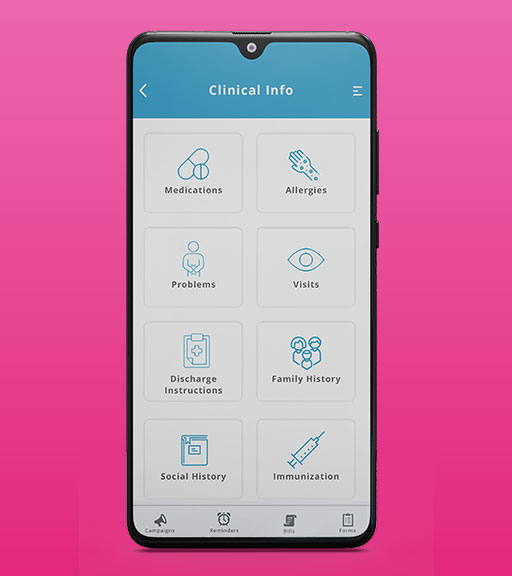 Clinical Info
Medications
Allergies
Problems
Visits
Discharge
Instructions
Family History
Social History
Immunization
Campaigns
Reminders
Bills
Forms